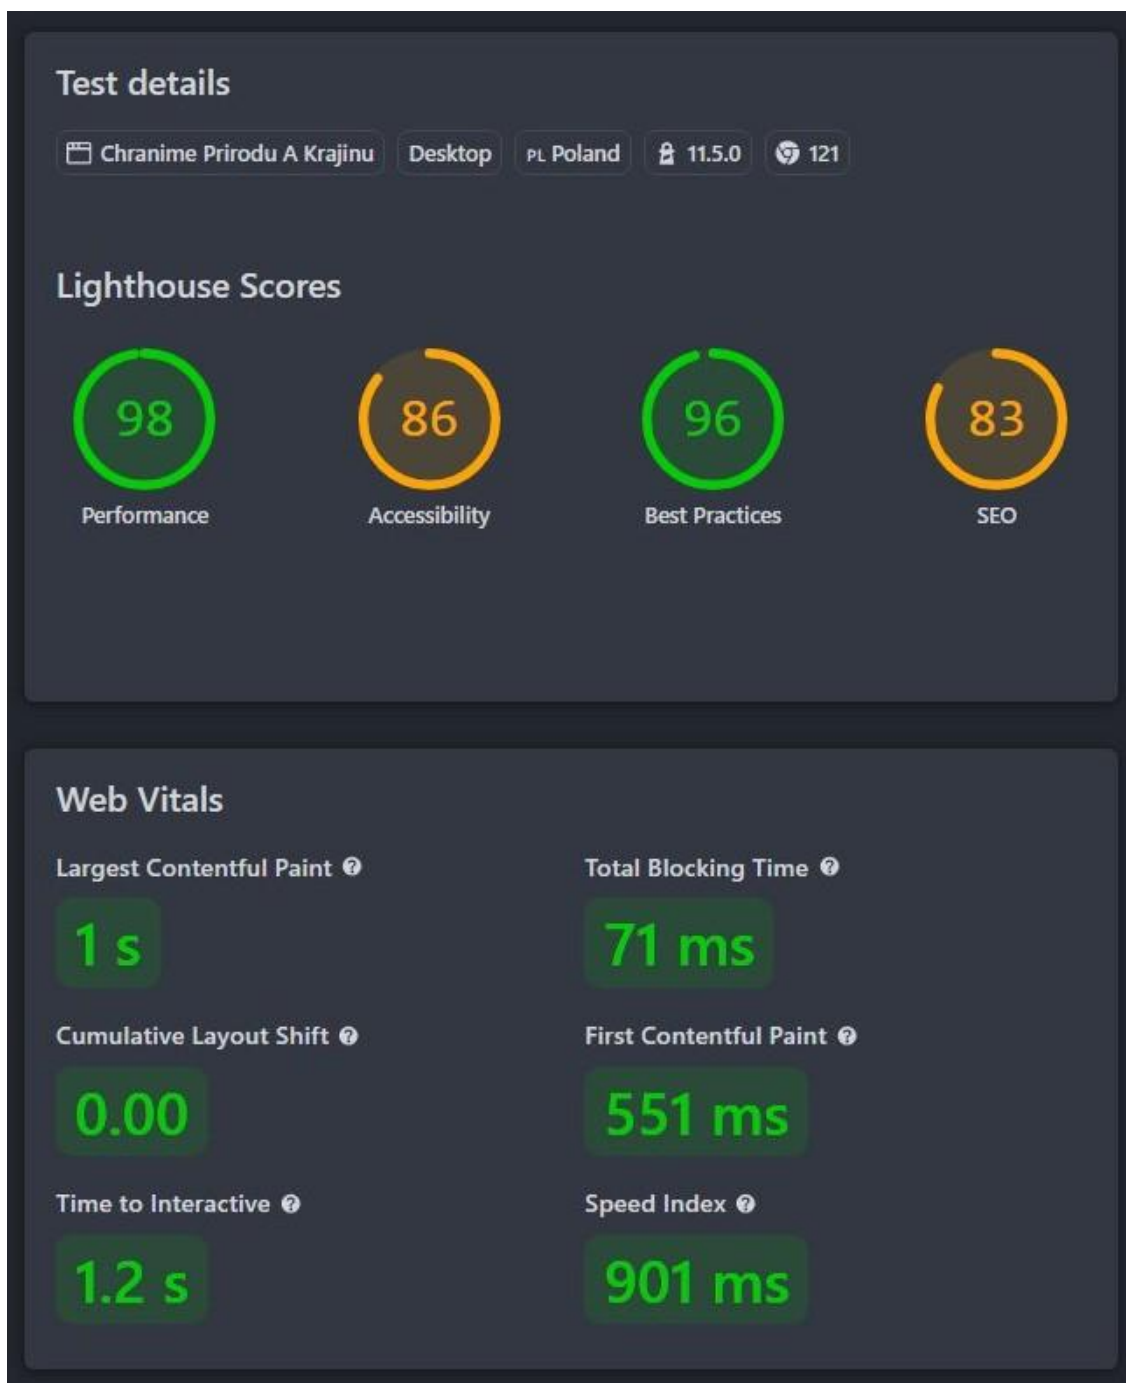 Test details
Chranime Prirodu A Krajinu Desktop PL Poland 11.5.0 121
Lighthouse Scores
98 86 96 83
Performance Accessibility Best Practices SEO
Web Vitals
Largest Contentful Paint ? Total Blocking Time ?
1 s 71 ms
Cumulative Layout Shift ? First Contentful Paint ?
0.00 551 ms
Time to Interactive ? Speed Index ?
1.2 s 901 ms